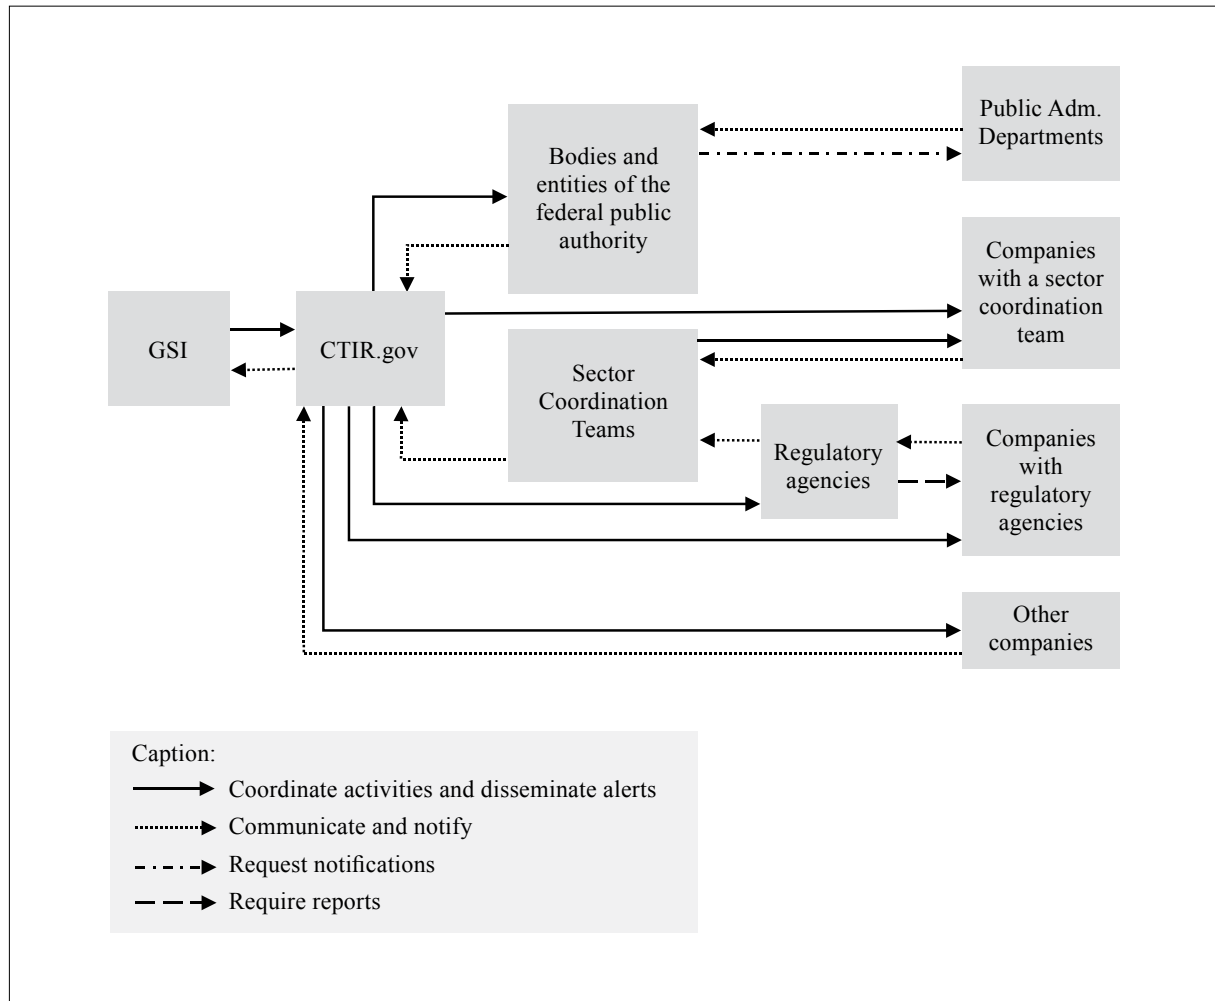 Public Adm.
Departments
Bodies and
entities of the
federal public
authority
Companies
with a sector
coordination
team
GSI
CTIR.gov
Sector
Coordination
Teams
Regulatory
agencies
Companies
with
regulatory
agencies
Other
companies
Caption:
Coordinate activities and disseminate alerts
Communicate and notify
Request notifications
Require reports